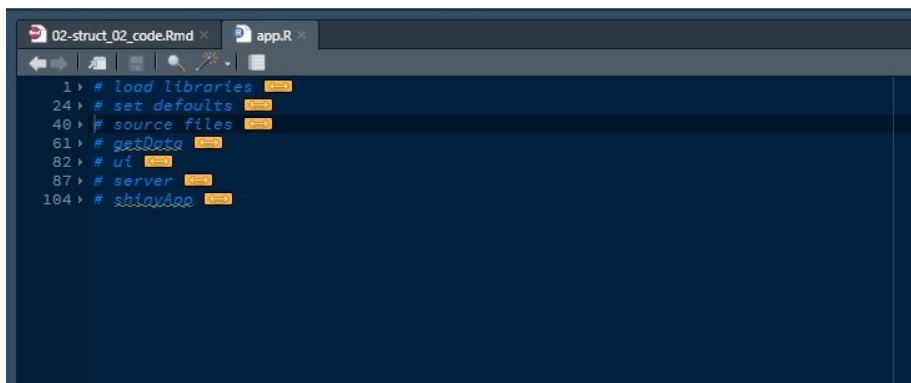 02-struct_02_code.Rmd × app.R ×
1 # load libraries
24 # set defaults
40 # source files
61 # getData
82 # ui
87 # server
104 # shinyApp